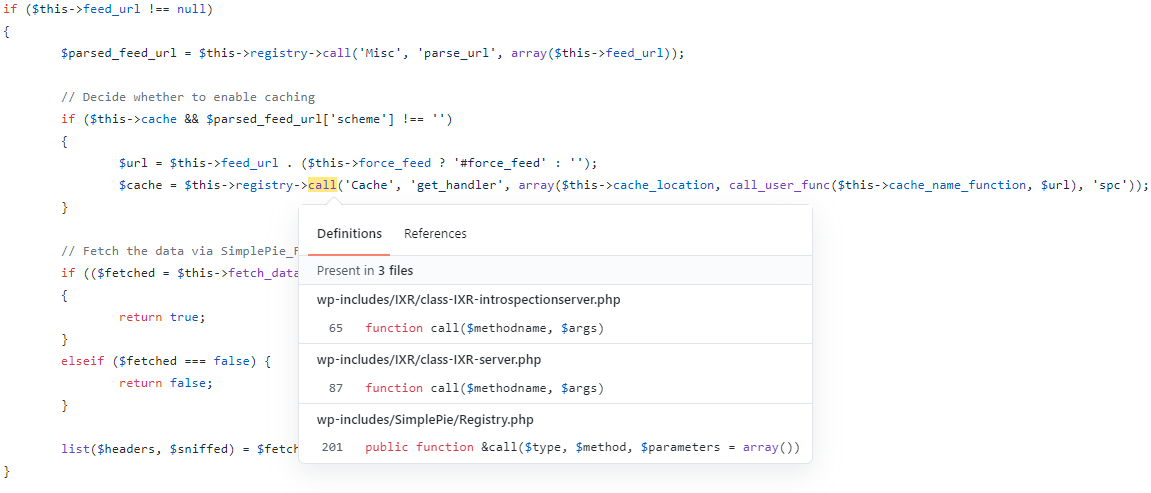 if ($this->feed_url !== null)
{
$parsed_feed_url = $this->registry->call('Misc', 'parse_url', array($this->feed_url));
// Decide whether to enable caching
if ($this->cache && $parsed_feed_url['scheme'] !== '')
{
$url = $this->feed_url . ($this->force_feed ? '#force_feed' : '');
$cache = $this->registry->call('Cache', 'get_handler', array($this->cache_location, call_user_func($this->cache_name_function, $url), 'spc'));
}
// Fetch the data via SimplePie_F
if (($fetched = $this->fetch_data
{
return true;
}
elseif ($fetched === false) {
return false;
}
list($headers, $sniffed) = $fetch
}
Definitions References
Present in 3 files
wp-includes/IXR/class-IXR-introspectionserver.php
65 function call($methodname, $args)
wp-includes/IXR/class-IXR-server.php
87 function call($methodname, $args)
wp-includes/SimplePie/Registry.php
201 public function &call($type, $method, $parameters = array())